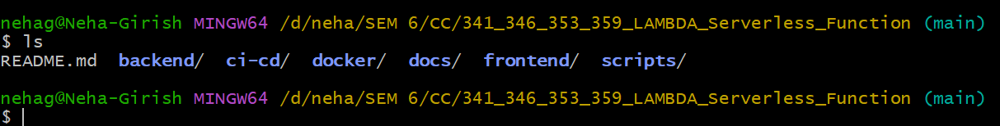 nehag@Neha-Girish MINGW64 /d/neha/SEM 6/CC/341_346_353_359_LAMBDA_Serverless_Function (main)
$ ls
README.md  backend/  ci-cd/  docker/  docs/  frontend/  scripts/
nehag@Neha-Girish MINGW64 /d/neha/SEM 6/CC/341_346_353_359_LAMBDA_Serverless_Function (main)
$